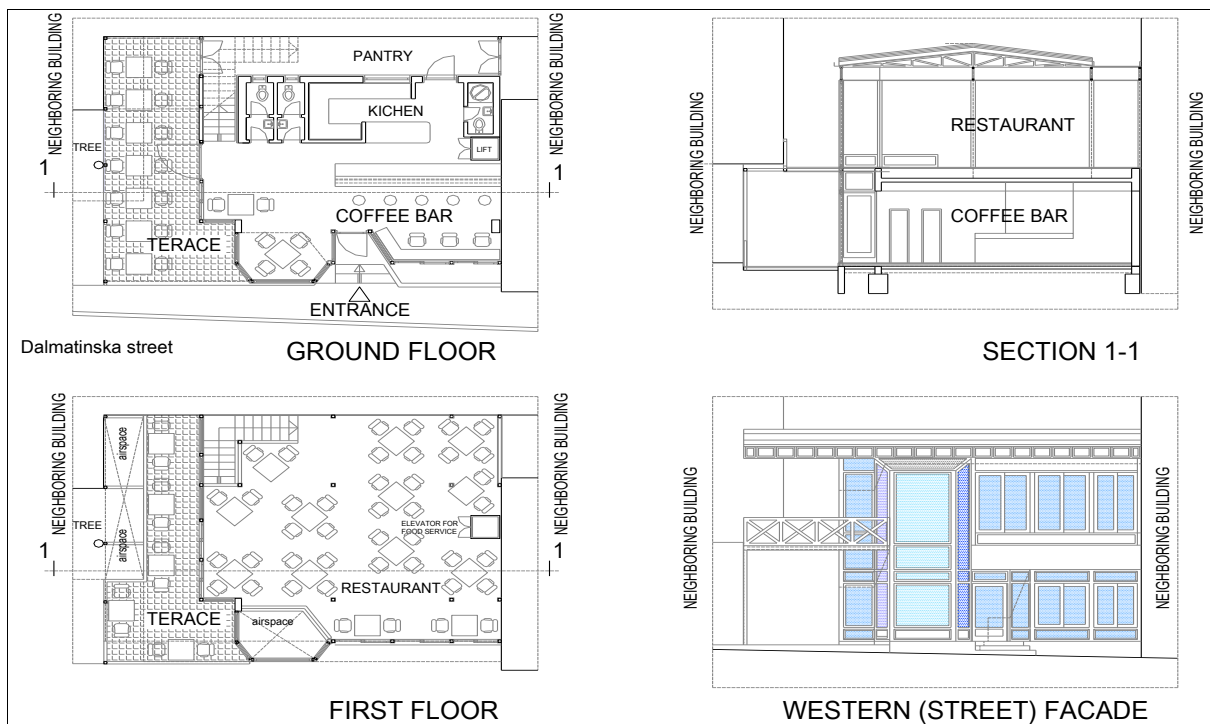 NEIGHBORING BUILDING
NEIGHBORING BUILDING
PANTRY
KICHEN
TREE
LIFT
1
1
COFFEE BAR
TERACE
ENTRANCE
Dalmatinska street
GROUND FLOOR
NEIGHBORING BUILDING
NEIGHBORING BUILDING
RESTAURANT
COFFEE BAR
SECTION 1-1
NEIGHBORING BUILDING
NEIGHBORING BUILDING
airspace
TREE
airspace
ELEVATOR FOR
FOOD SERVICE
1
1
RESTAURANT
TERACE
airspace
FIRST FLOOR
NEIGHBORING BUILDING
NEIGHBORING BUILDING
WESTERN (STREET) FACADE